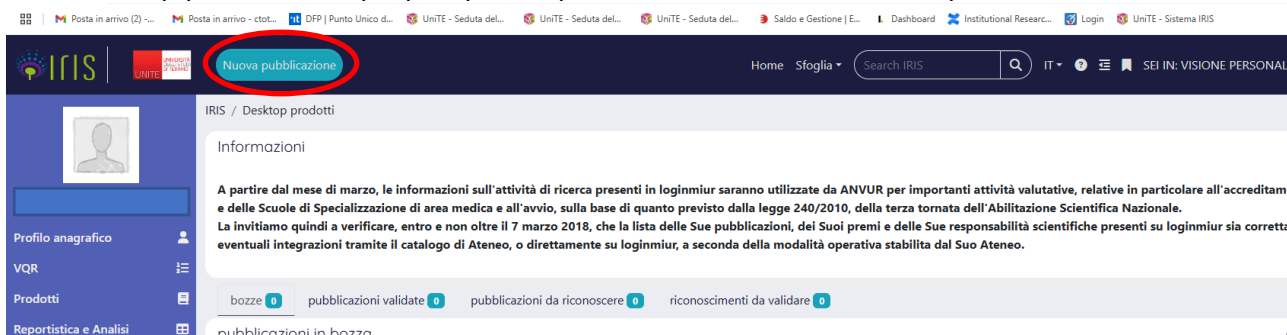 Posta in arrivo (2) -...
Posta in arrivo - ctot...
DFP | Punto Unico d...
UniTE - Seduta del...
UniTE - Seduta del...
UniTE - Seduta del...
Saldo e Gestione | E...
Dashboard
Institutional Researc...
Login
UniTE - Sistema IRIS
IRIS
UNITE
Nuova pubblicazione
Home
Sfoglia
Search IRIS
IT
SEI IN: VISIONE PERSONAL
IRIS / Desktop prodotti
Informazioni
A partire dal mese di marzo, le informazioni sull'attività di ricerca presenti in loginmiur saranno utilizzate da ANVUR per importanti attività valutative, relative in particolare all'accreditam
e delle Scuole di Specializzazione di area medica e all'avvio, sulla base di quanto previsto dalla legge 240/2010, della terza tornata dell'Abilitazione Scientifica Nazionale.
La invitiamo quindi a verificare, entro e non oltre il 7 marzo 2018, che la lista delle Sue pubblicazioni, dei Suoi premi e delle Sue responsabilità scientifiche presenti su loginmiur sia corretta
eventuali integrazioni tramite il catalogo di Ateneo, o direttamente su loginmiur, a seconda della modalità operativa stabilita dal Suo Ateneo.
Profilo anagrafico
VQR
Prodotti
Reportistica e Analisi
bozze 0
pubblicazioni validate 0
pubblicazioni da riconoscere 0
riconoscimenti da validare 0
pubblicazioni in bozza